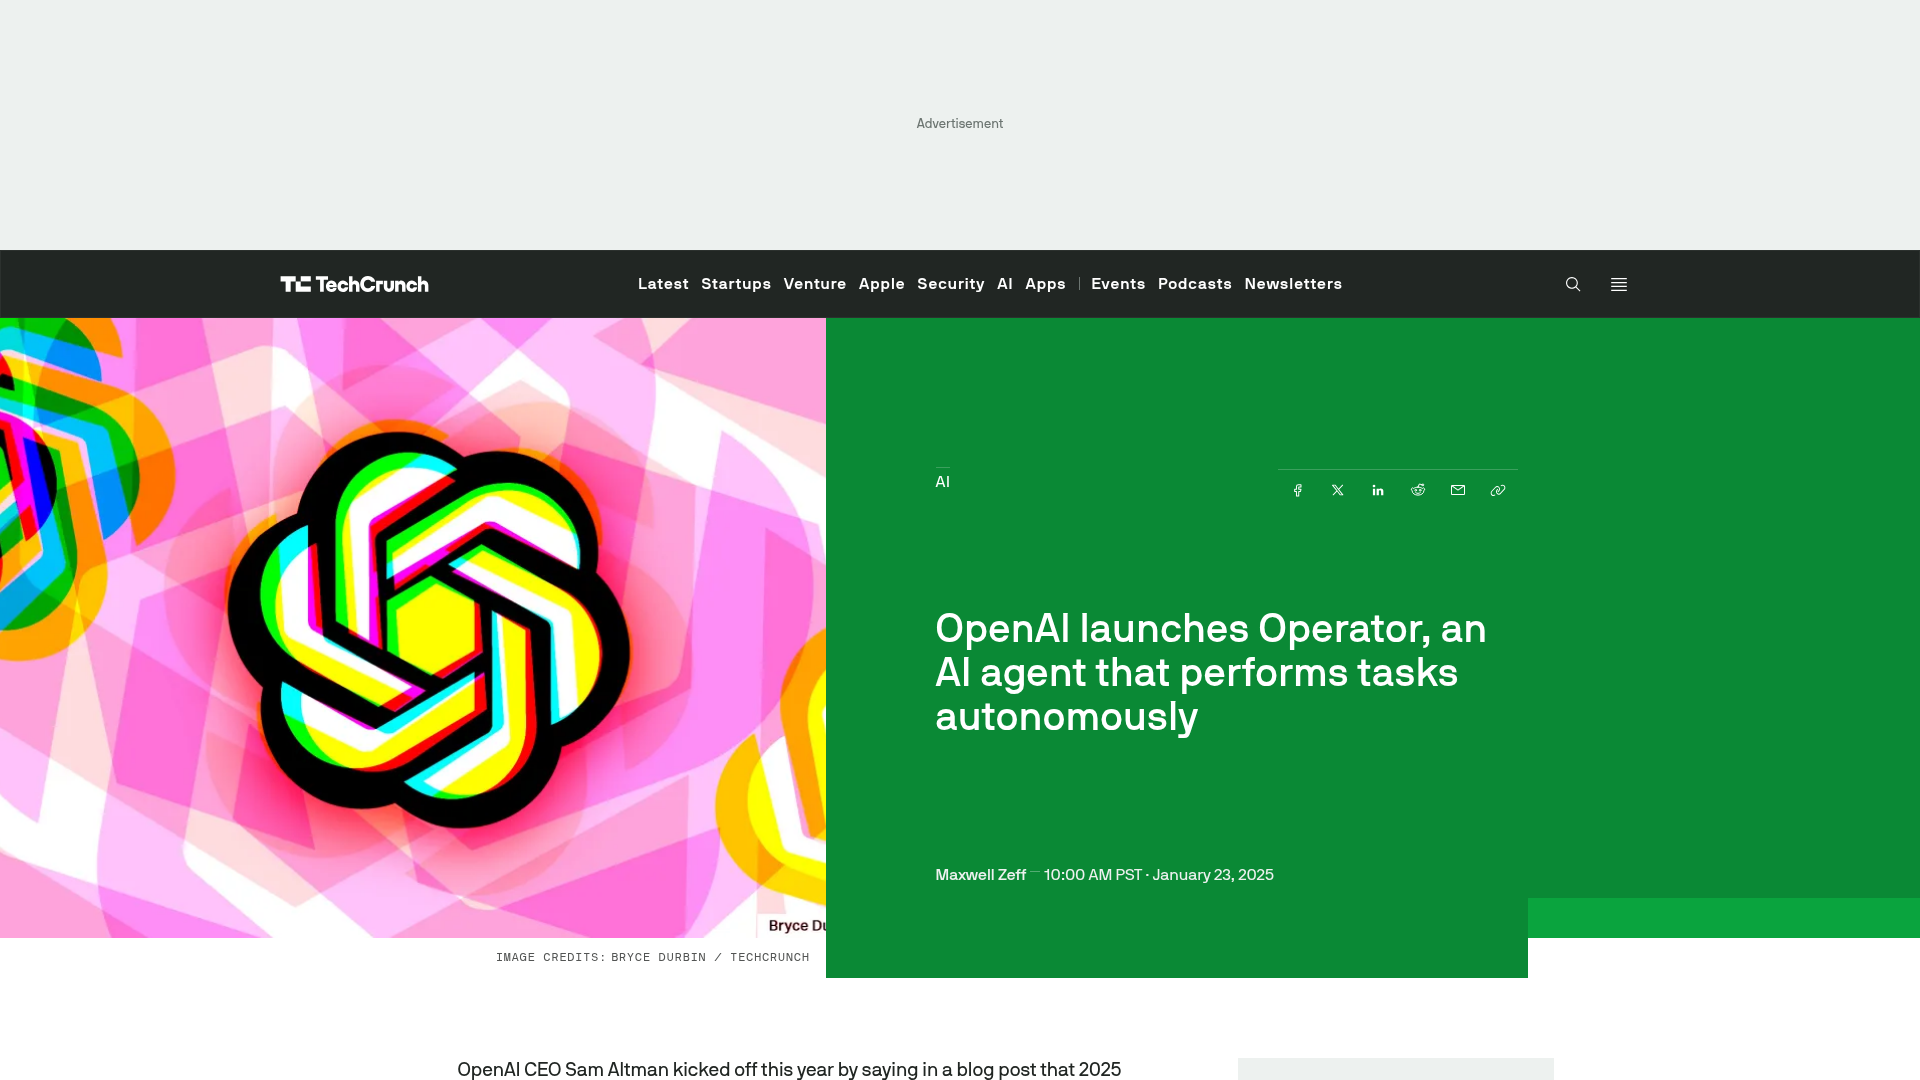 Advertisement
TechCrunch
Latest Startups Venture Apple Security AI Apps Events Podcasts Newsletters
AI
OpenAI launches Operator, an
AI agent that performs tasks
autonomously
Maxwell Zeff — 10:00 AM PST · January 23, 2025
Bryce Du
IMAGE CREDITS: BRYCE DURBIN / TECHCRUNCH
OpenAI CEO Sam Altman kicked off this year by saying in a blog post that 2025